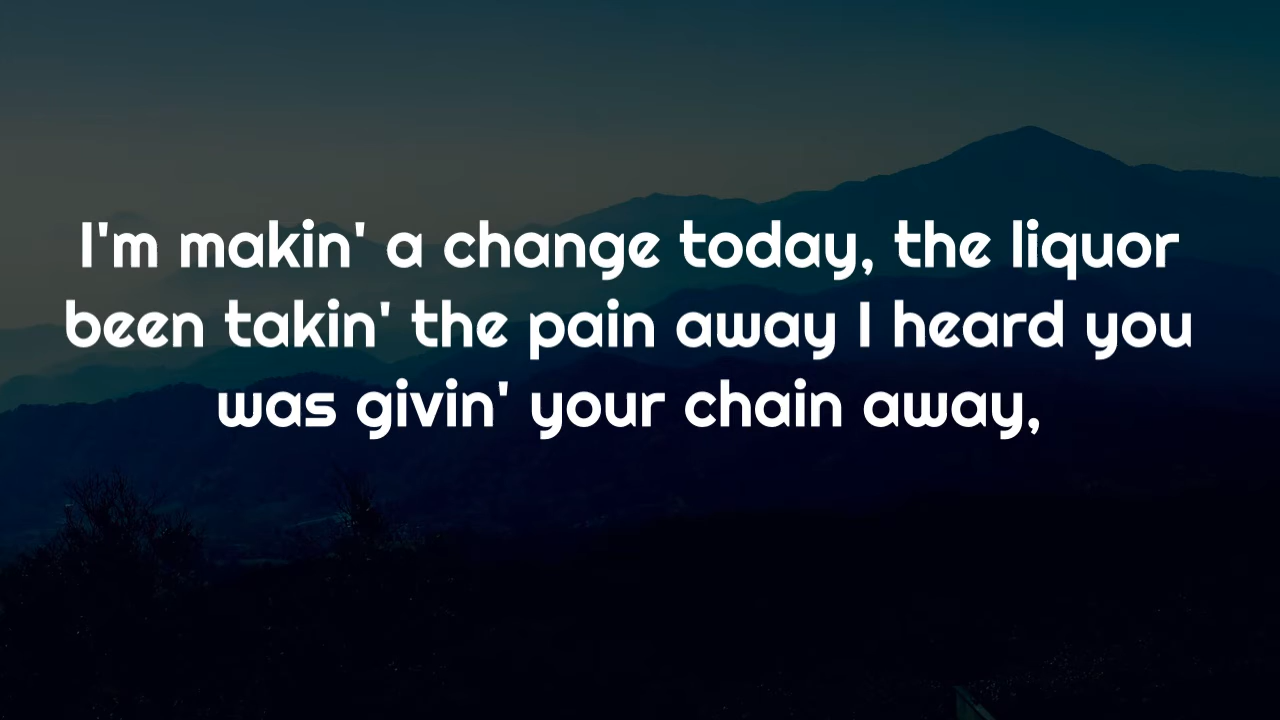 I'm makin' a change today, the liquor
been takin' the pain away I heard you
was givin' your chain away,